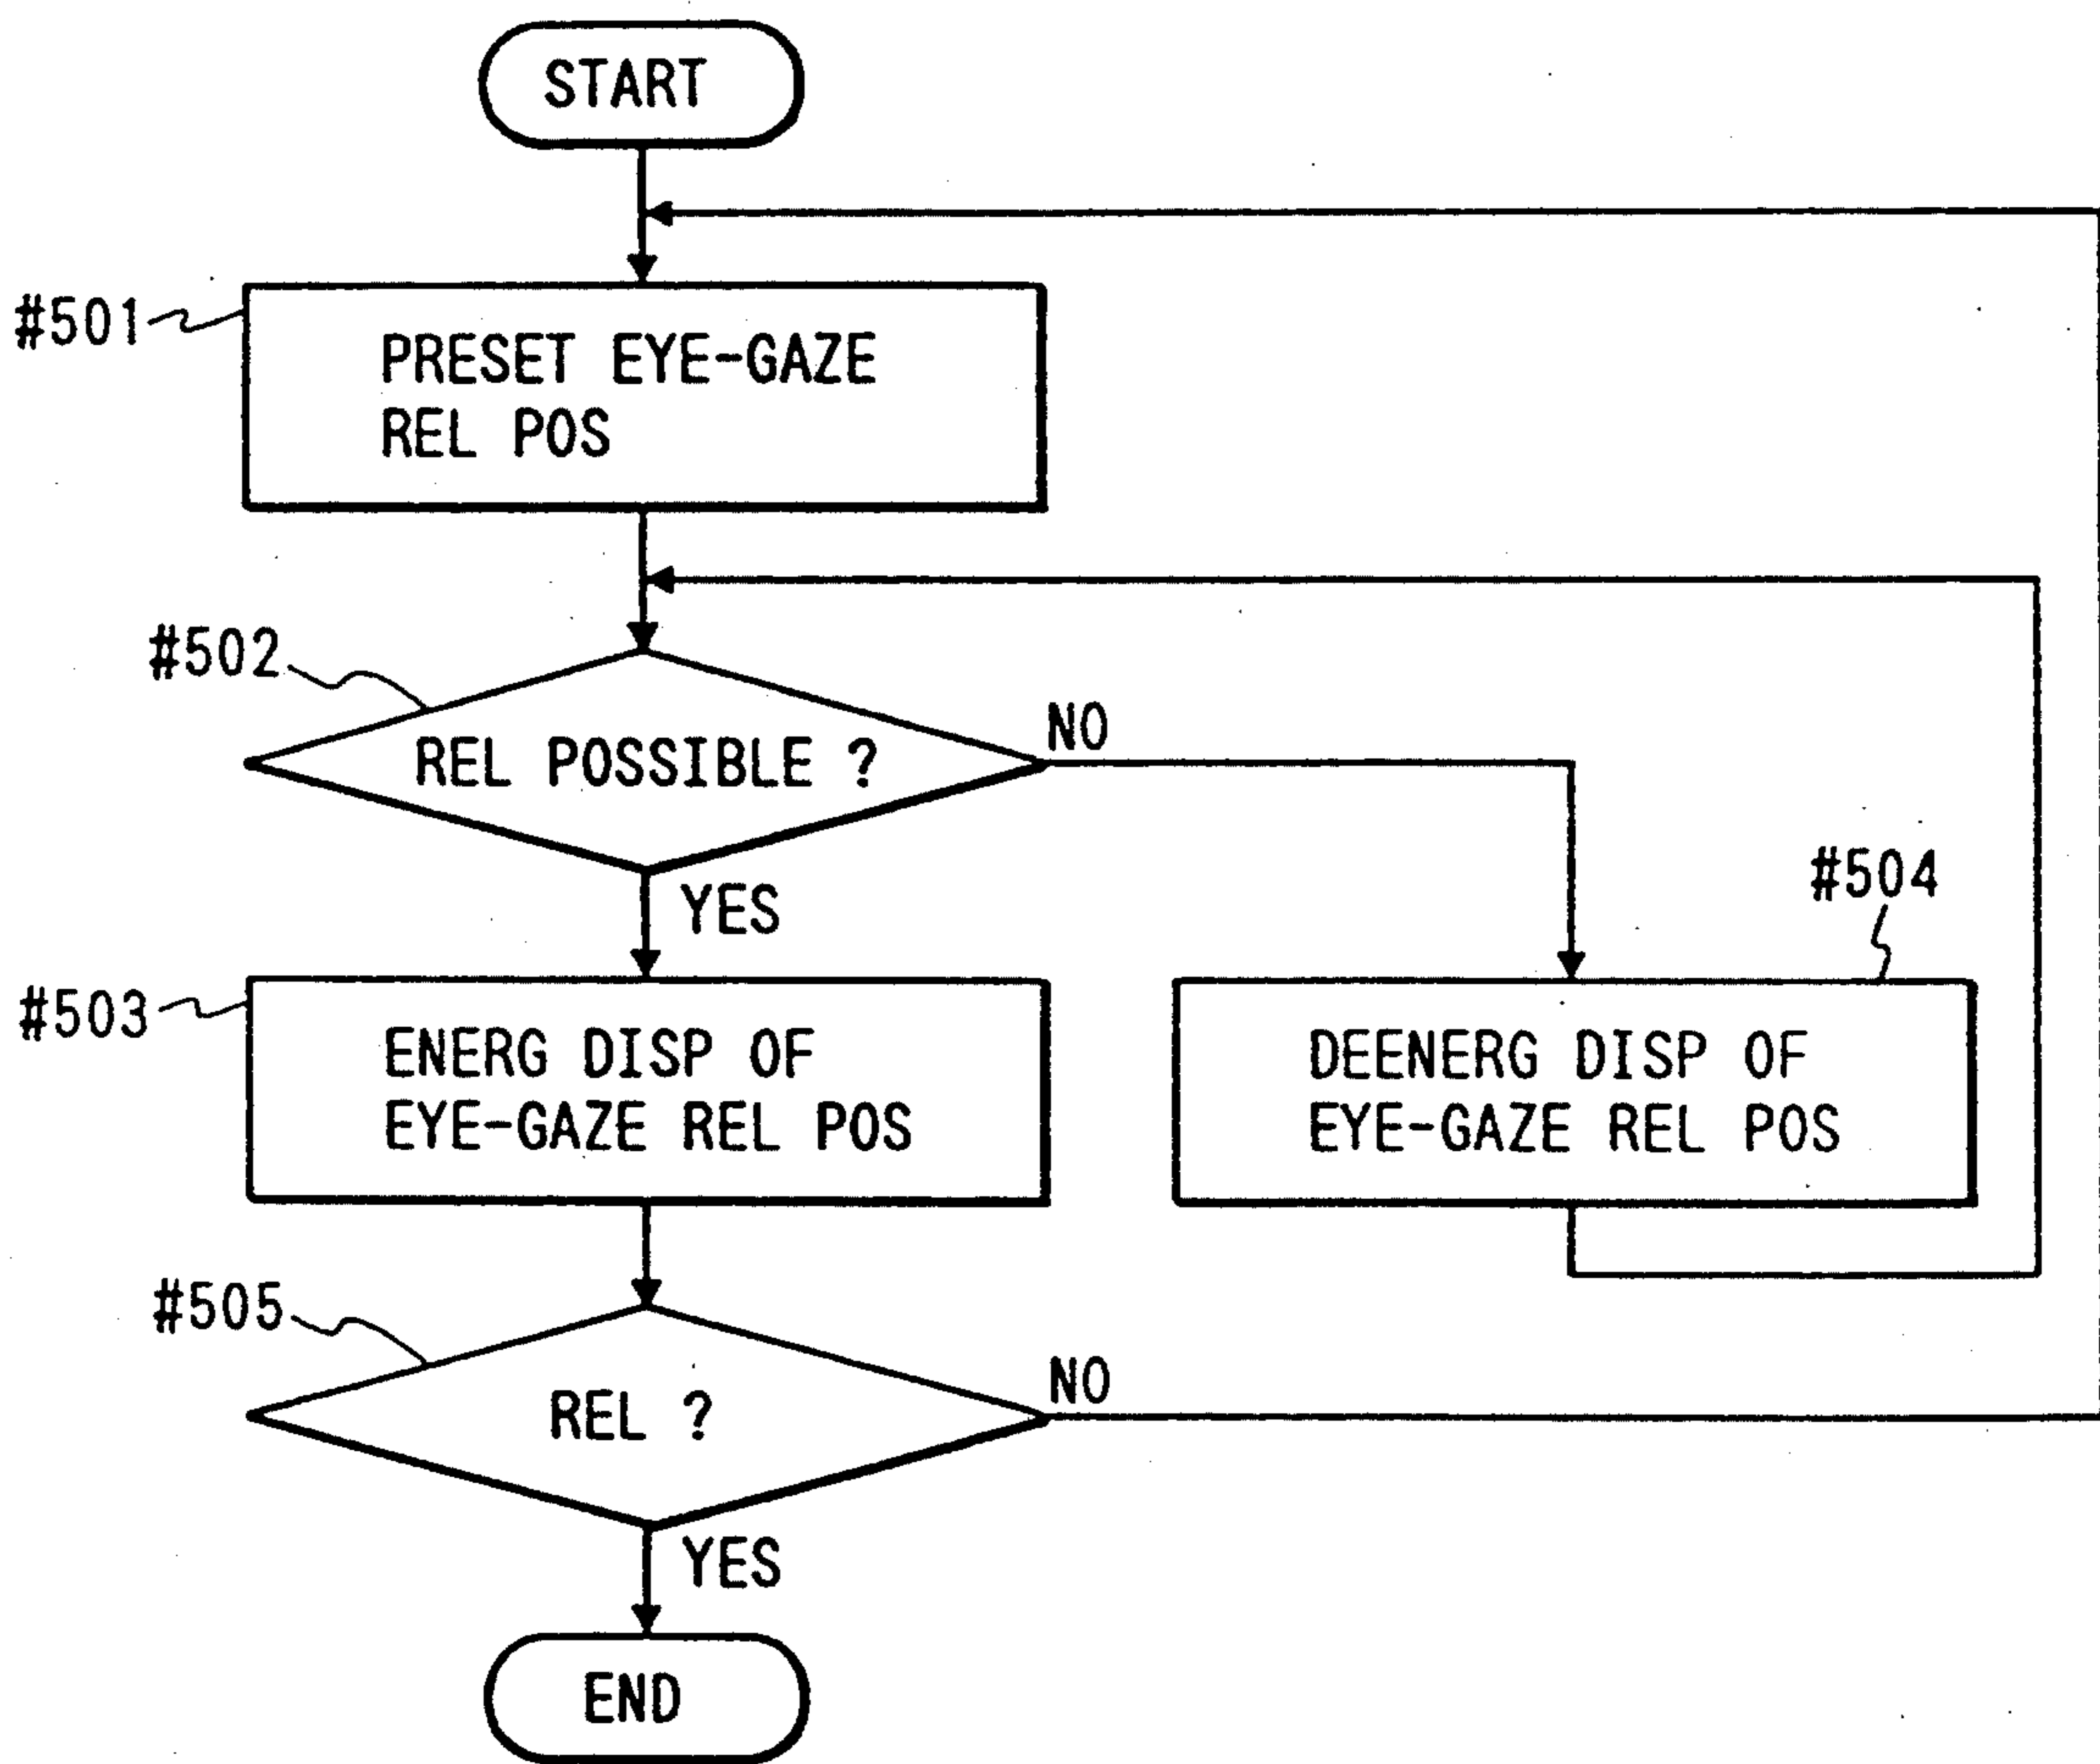 START
#501
PRESET EYE-GAZE
REL POS
#502
REL POSSIBLE ?
NO
YES
#503
ENERG DISP OF
EYE-GAZE REL POS
#504
DEENERG DISP OF
EYE-GAZE REL POS
#505
REL ?
NO
YES
END